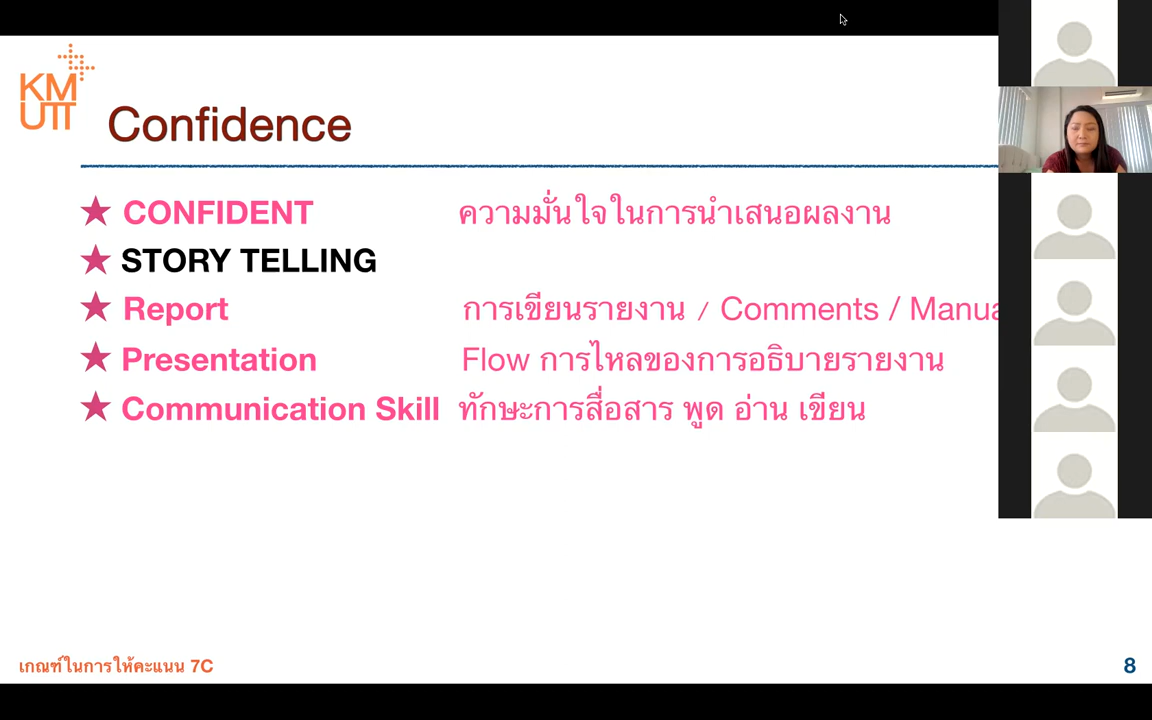 KM
UTT
Confidence
★ CONFIDENT ความมั่นใจในการนำเสนอผลงาน
★ STORY TELLING
★ Report การเขียนรายงาน / Comments / Manua
★ Presentation Flow การไหลของการอธิบายรายงาน
★ Communication Skill ทักษะการสื่อสาร พูด อ่าน เขียน
เกณฑ์ในการให้คะแนน 7C
8